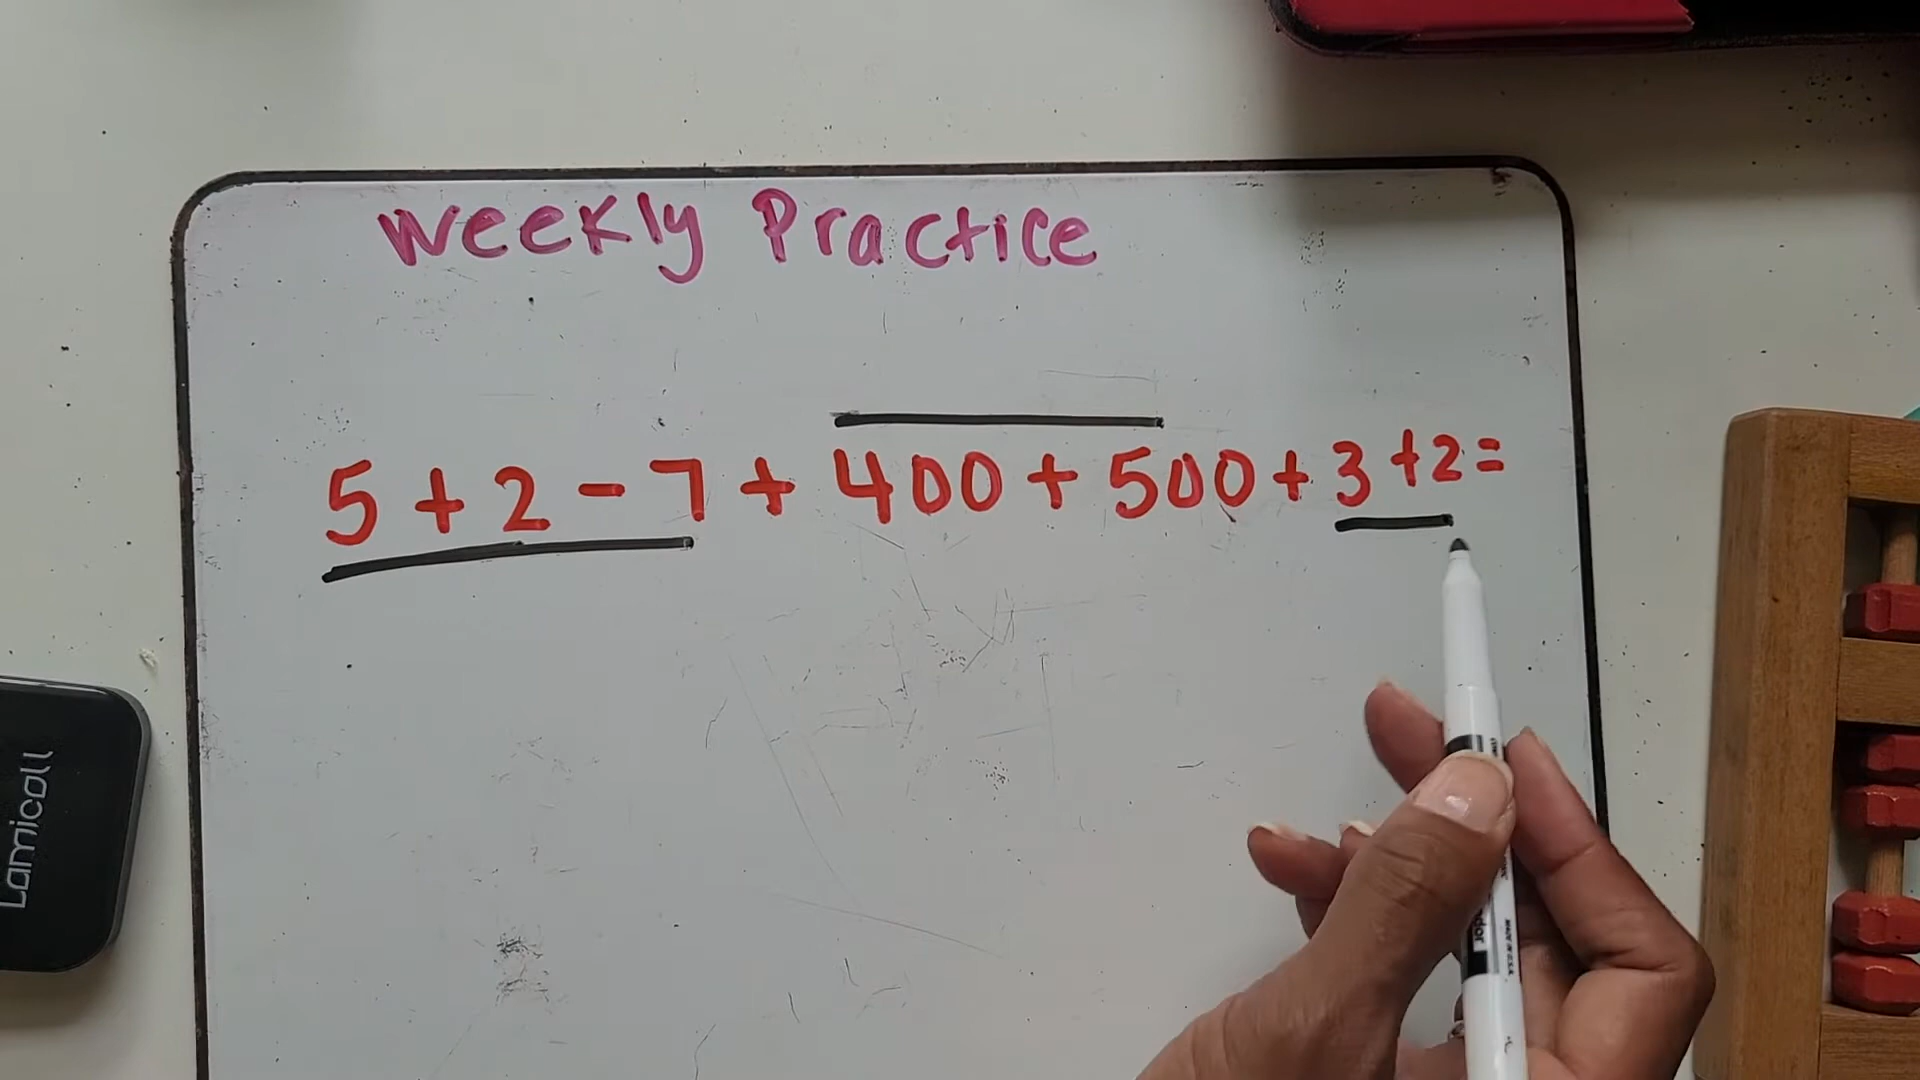 Weekly Practice
5 + 2 - 7 + 400 + 500 + 3 + 2 =
Lamicall